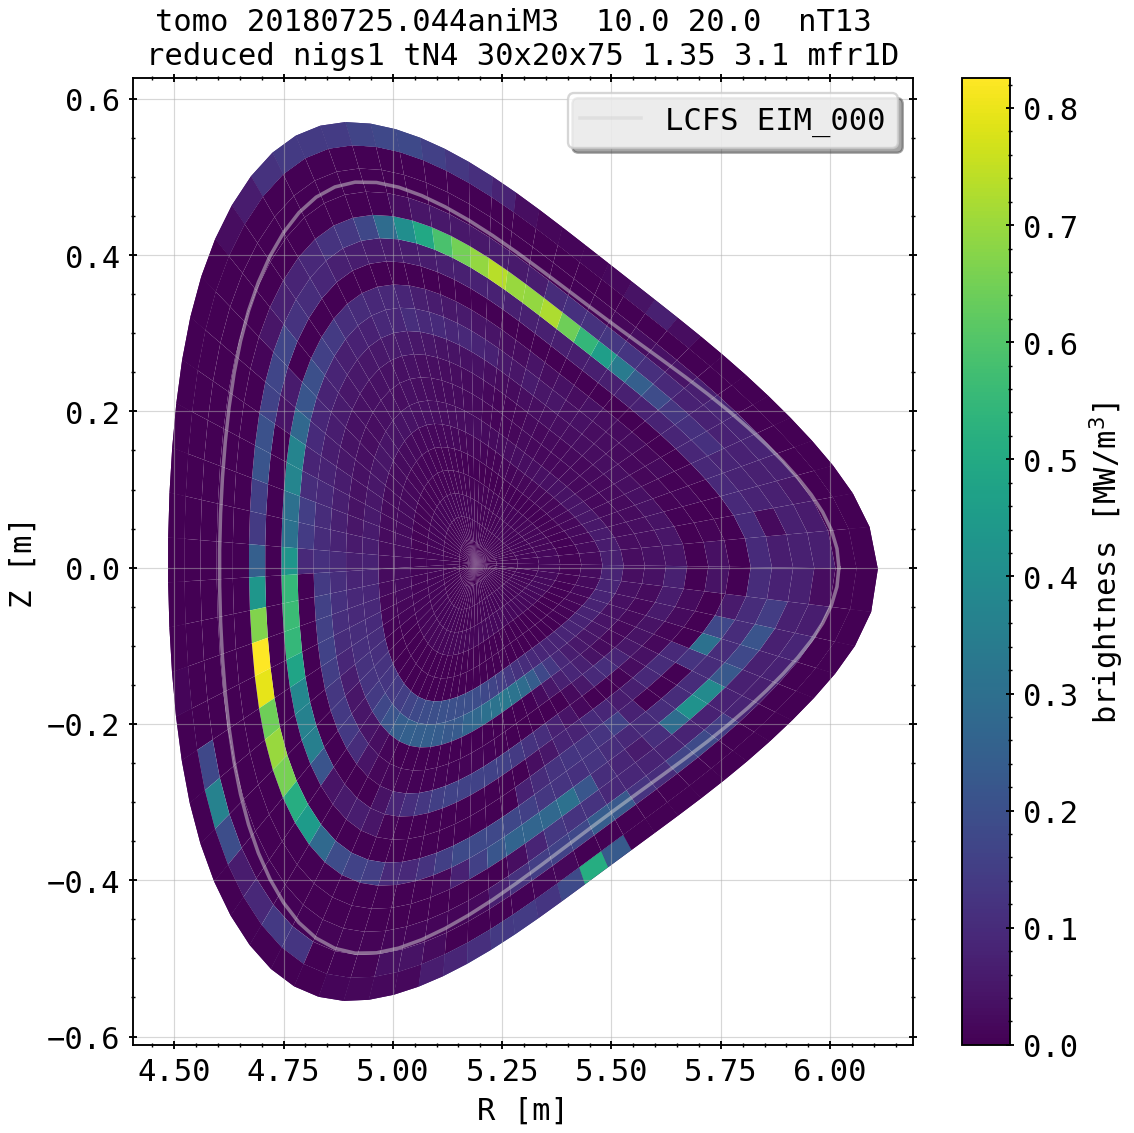 tomo 20180725.044aniM3  10.0 20.0  nT13
reduced nigs1 tN4 30x20x75 1.35 3.1 mfr1D
LCFS EIM_000
0.6
0.4
0.2
0.0
−0.2
−0.4
−0.6
Z [m]
4.50 4.75 5.00 5.25 5.50 5.75 6.00
R [m]
0.8
0.7
0.6
0.5
0.4
0.3
0.2
0.1
0.0
brightness [MW/m³]